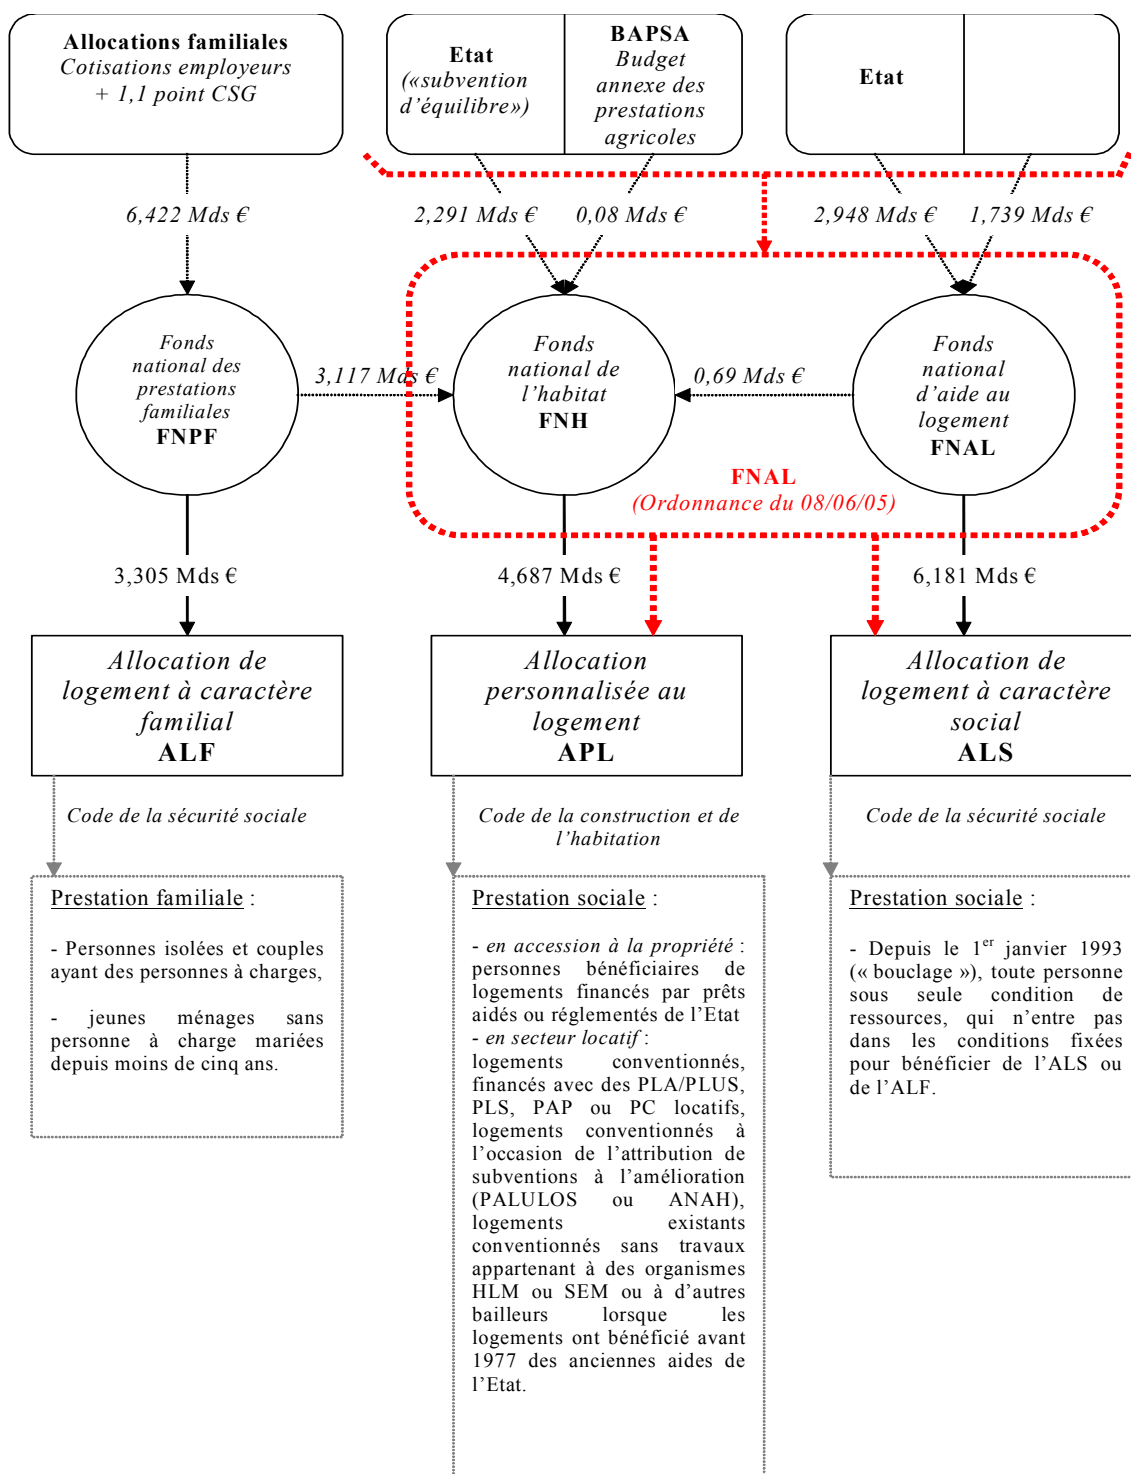 Allocations familiales
Cotisations employeurs
+ 1,1 point CSG
Etat
(«subvention
d’équilibre»)
BAPSA
Budget
annexe des
prestations
agricoles
Etat
6,422 Mds €
2,291 Mds €
0,08 Mds €
2,948 Mds €
1,739 Mds €
Fonds
national des
prestations
familiales
FNPF
3,117 Mds €
Fonds
national de
l’habitat
FNH
0,69 Mds €
Fonds
national
d’aide au
logement
FNAL
FNAL
(Ordonnance du 08/06/05)
3,305 Mds €
4,687 Mds €
6,181 Mds €
Allocation de
logement à caractère
familial
ALF
Allocation
personnalisée au
logement
APL
Allocation de
logement à caractère
social
ALS
Code de la sécurité sociale
Code de la construction et de
l’habitation
Code de la sécurité sociale
Prestation familiale :
- Personnes isolées et couples
ayant des personnes à charges,
- jeunes ménages sans
personne à charge mariées
depuis moins de cinq ans.
Prestation sociale :
- en accession à la propriété :
personnes bénéficiaires de
logements financés par prêts
aidés ou réglementés de l’Etat
- en secteur locatif :
logements conventionnés,
financés avec des PLA/PLUS,
PLS, PAP ou PC locatifs,
logements conventionnés à
l’occasion de l’attribution de
subventions à l’amélioration
(PALULOS ou ANAH),
logements existants
conventionnés sans travaux
appartenant à des organismes
HLM ou SEM ou à d’autres
bailleurs lorsque les
logements ont bénéficié avant
1977 des anciennes aides de
l’Etat.
Prestation sociale :
- Depuis le 1er janvier 1993
(« bouclage »), toute personne
sous seule condition de
ressources, qui n’entre pas
dans les conditions fixées
pour bénéficier de l’ALS ou
de l’ALF.